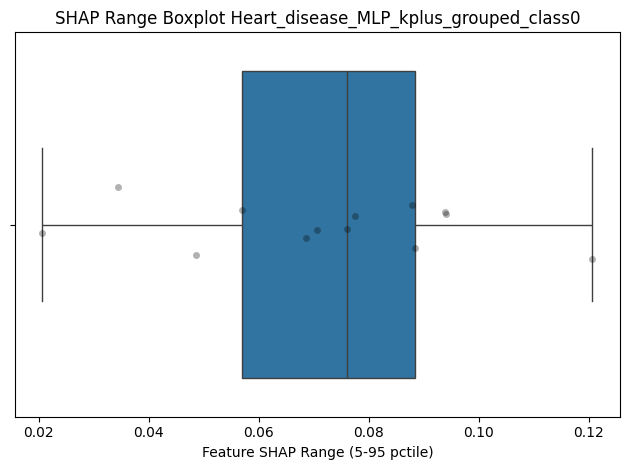 SHAP Range Boxplot Heart_disease_MLP_kplus_grouped_class0
0.02 0.04 0.06 0.08 0.10 0.12
Feature SHAP Range (5-95 pctile)